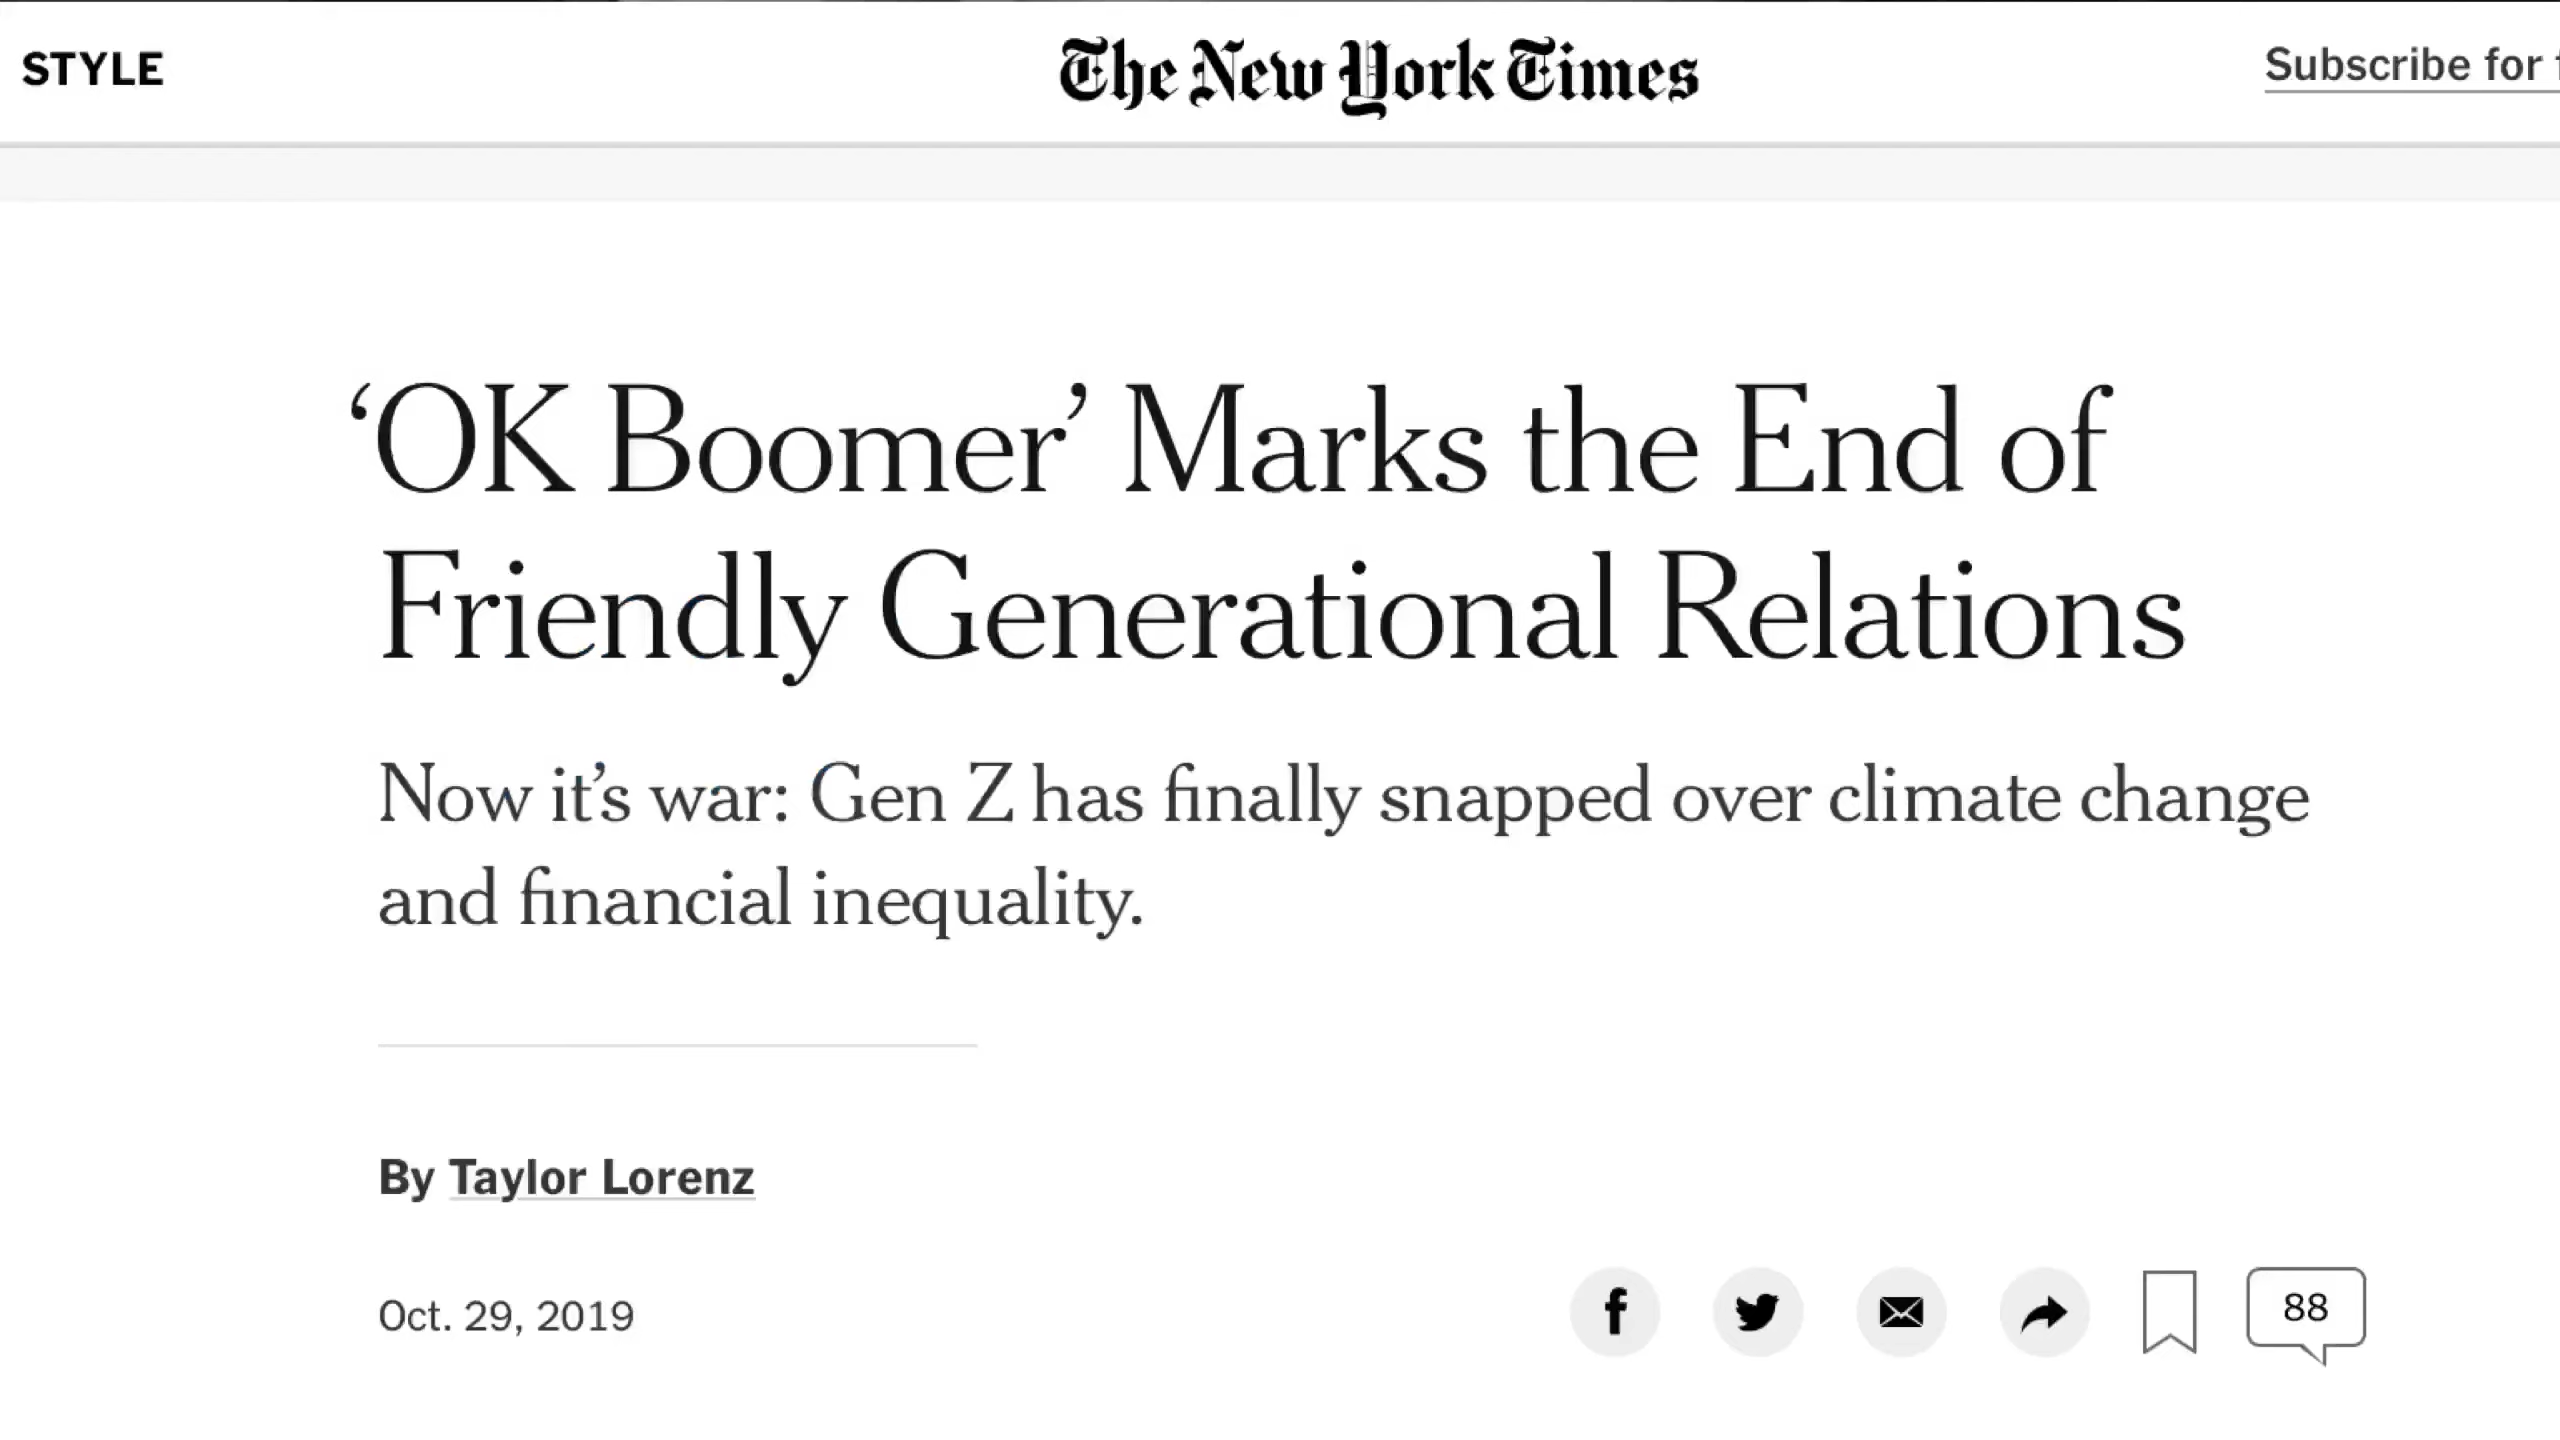 STYLE
The New York Times
Subscribe for
‘OK Boomer’ Marks the End of
Friendly Generational Relations
Now it’s war: Gen Z has finally snapped over climate change
and financial inequality.
By Taylor Lorenz
Oct. 29, 2019
88